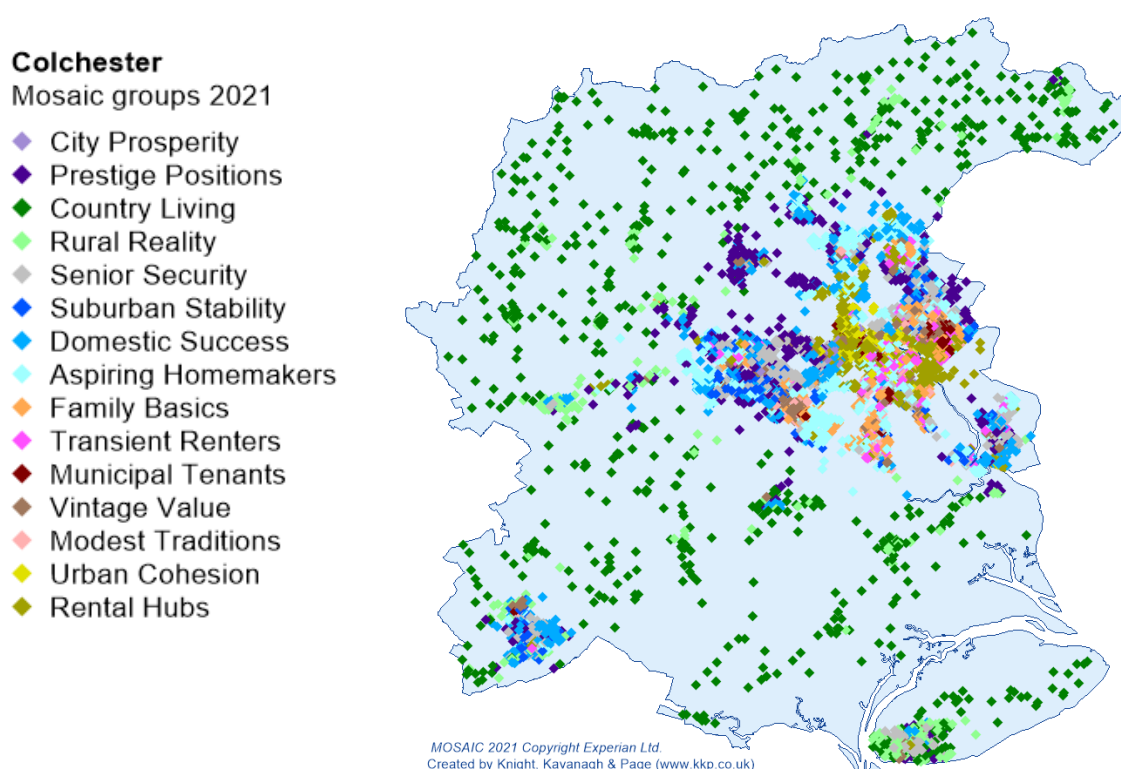 Colchester
Mosaic groups 2021
City Prosperity
Prestige Positions
Country Living
Rural Reality
Senior Security
Suburban Stability
Domestic Success
Aspiring Homemakers
Family Basics
Transient Renters
Municipal Tenants
Vintage Value
Modest Traditions
Urban Cohesion
Rental Hubs
MOSAIC 2021 Copyright Experian Ltd.
Created by Knight, Kavanagh & Page (www.kkp.co.uk)